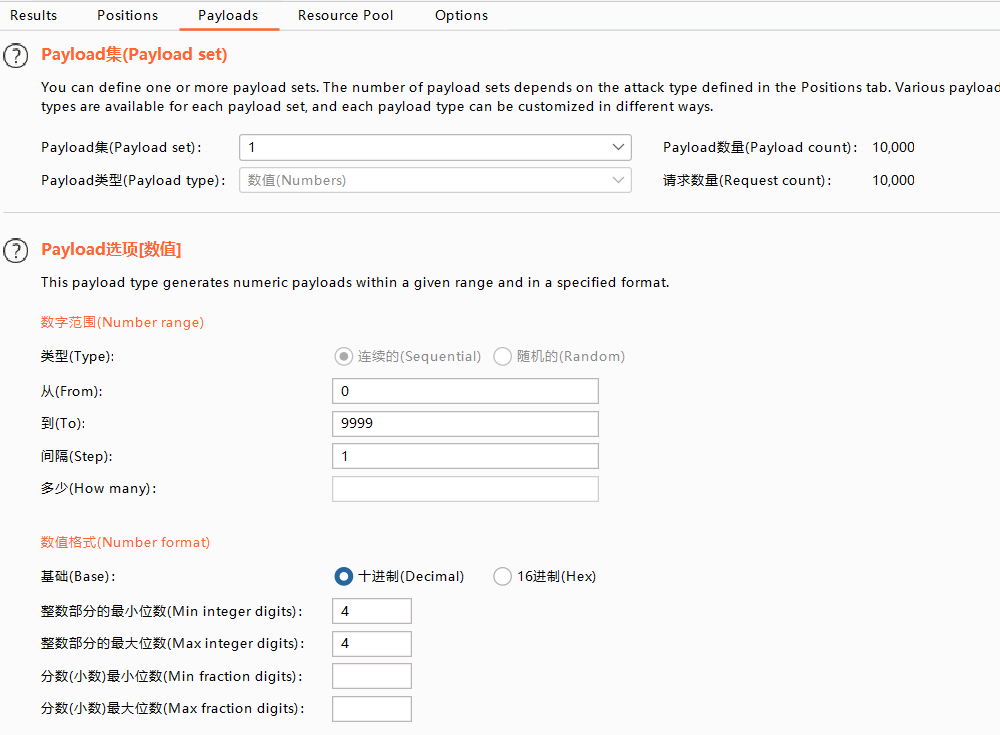 Results Positions Payloads Resource Pool Options
Payload集(Payload set)
You can define one or more payload sets. The number of payload sets depends on the attack type defined in the Positions tab. Various payload
types are available for each payload set, and each payload type can be customized in different ways.
Payload集(Payload set): 1 Payload数量(Payload count): 10,000
Payload类型(Payload type): 数值(Numbers) 请求数量(Request count): 10,000
Payload选项[数值]
This payload type generates numeric payloads within a given range and in a specified format.
数字范围(Number range)
类型(Type): 连续的(Sequential) 随机的(Random)
从(From): 0
到(To): 9999
间隔(Step): 1
多少(How many):
数值格式(Number format)
基础(Base): 十进制(Decimal) 16进制(Hex)
整数部分的最小位数(Min integer digits): 4
整数部分的最大位数(Max integer digits): 4
分数(小数)最小位数(Min fraction digits):
分数(小数)最大位数(Max fraction digits):